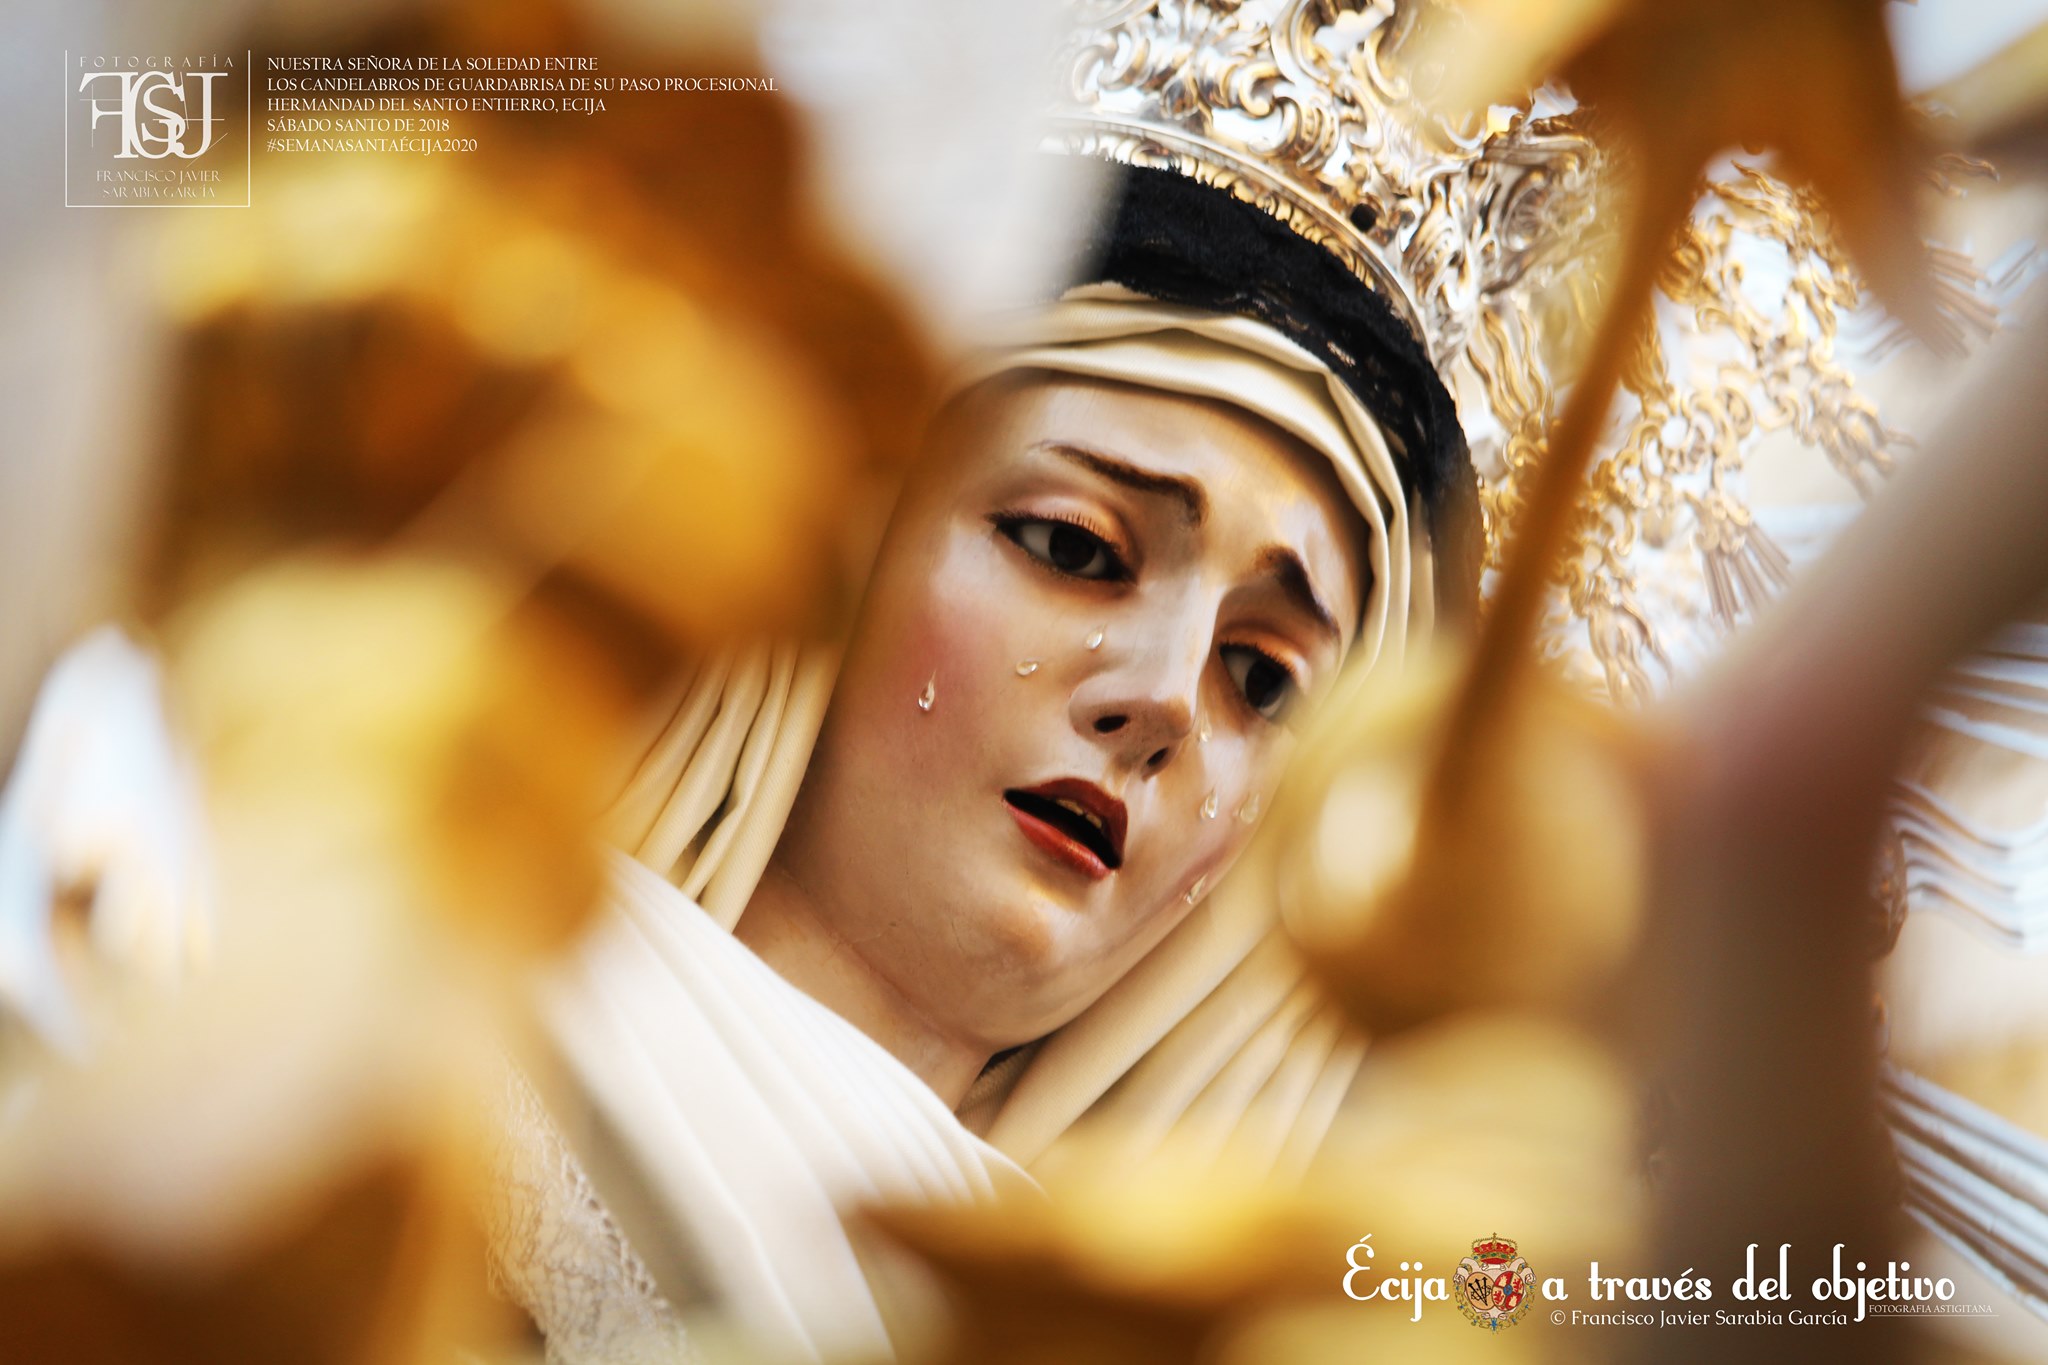 FOTOGRAFÍA
FJSG
FRANCISCO JAVIER
SARABIA GARCÍA
NUESTRA SEÑORA DE LA SOLEDAD ENTRE
LOS CANDELABROS DE GUARDABRISA DE SU PASO PROCESIONAL
HERMANDAD DEL SANTO ENTIERRO, ECIJA
SÁBADO SANTO DE 2018
#SEMANASANTAÉCIJA2020
Écija a través del objetivo
FOTOGRAFIA ASTIGITANA
© Francisco Javier Sarabia García